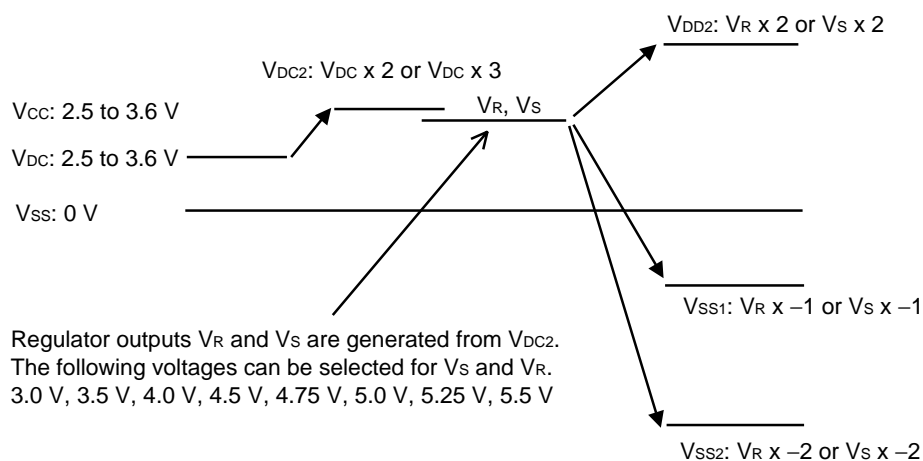 VDD2: VR x 2 or VS x 2
VDC2: VDC x 2 or VDC x 3
VCC: 2.5 to 3.6 V
VR, VS
VDC: 2.5 to 3.6 V
VSS: 0 V
VSS1: VR x −1 or VS x −1
Regulator outputs VR and VS are generated from VDC2.
The following voltages can be selected for VS and VR.
3.0 V, 3.5 V, 4.0 V, 4.5 V, 4.75 V, 5.0 V, 5.25 V, 5.5 V
VSS2: VR x −2 or VS x −2